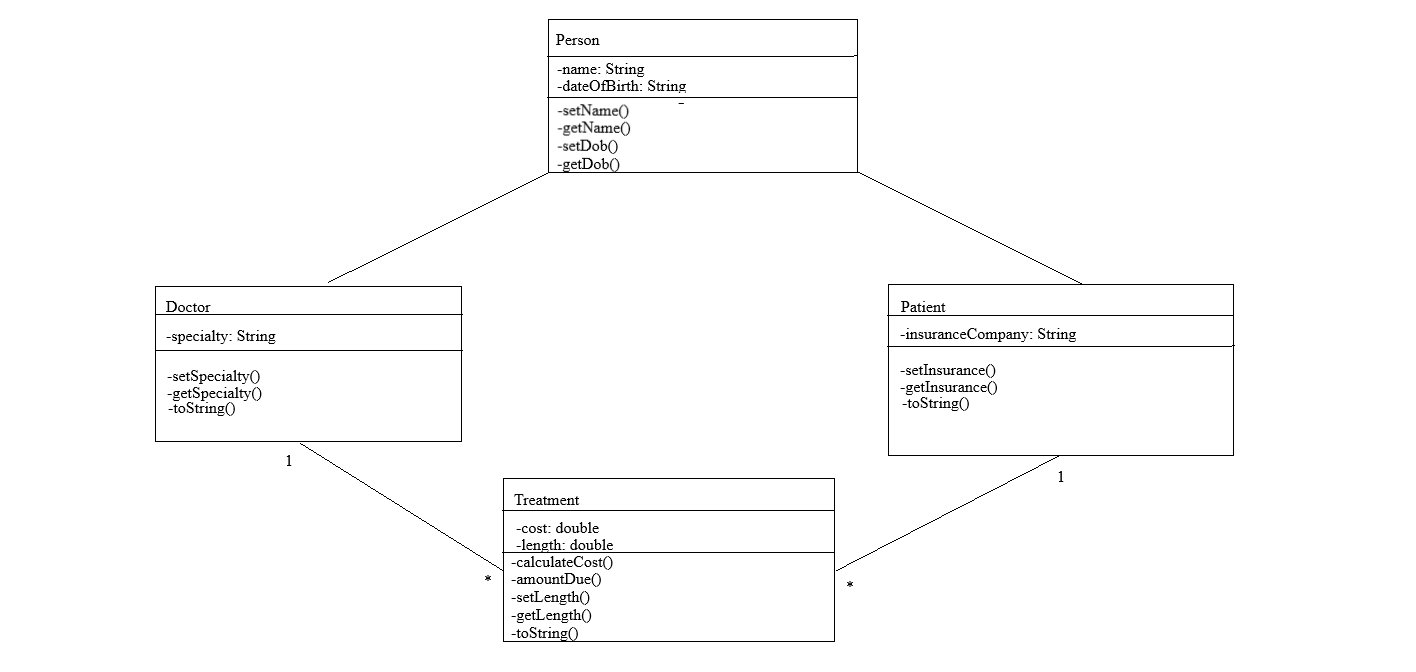 Person
-name: String
-dateOfBirth: String
-setName()
-getName()
-setDob()
-getDob()
Doctor
-specialty: String
-setSpecialty()
-getSpecialty()
-toString()
1
Patient
-insuranceCompany: String
-setInsurance()
-getInsurance()
-toString()
1
Treatment
-cost: double
-length: double
-calculateCost()
-amountDue()
-setLength()
-getLength()
-toString()
*
*